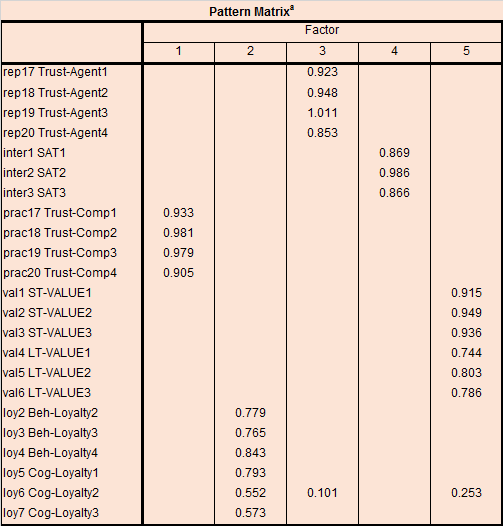 Pattern Matrixª
Factor
1 2 3 4 5
rep17 Trust-Agent1 0.923
rep18 Trust-Agent2 0.948
rep19 Trust-Agent3 1.011
rep20 Trust-Agent4 0.853
inter1 SAT1 0.869
inter2 SAT2 0.986
inter3 SAT3 0.866
prac17 Trust-Comp1 0.933
prac18 Trust-Comp2 0.981
prac19 Trust-Comp3 0.979
prac20 Trust-Comp4 0.905
val1 ST-VALUE1 0.915
val2 ST-VALUE2 0.949
val3 ST-VALUE3 0.936
val4 LT-VALUE1 0.744
val5 LT-VALUE2 0.803
val6 LT-VALUE3 0.786
loy2 Beh-Loyalty2 0.779
loy3 Beh-Loyalty3 0.765
loy4 Beh-Loyalty4 0.843
loy5 Cog-Loyalty1 0.793
loy6 Cog-Loyalty2 0.552 0.101 0.253
loy7 Cog-Loyalty3 0.573